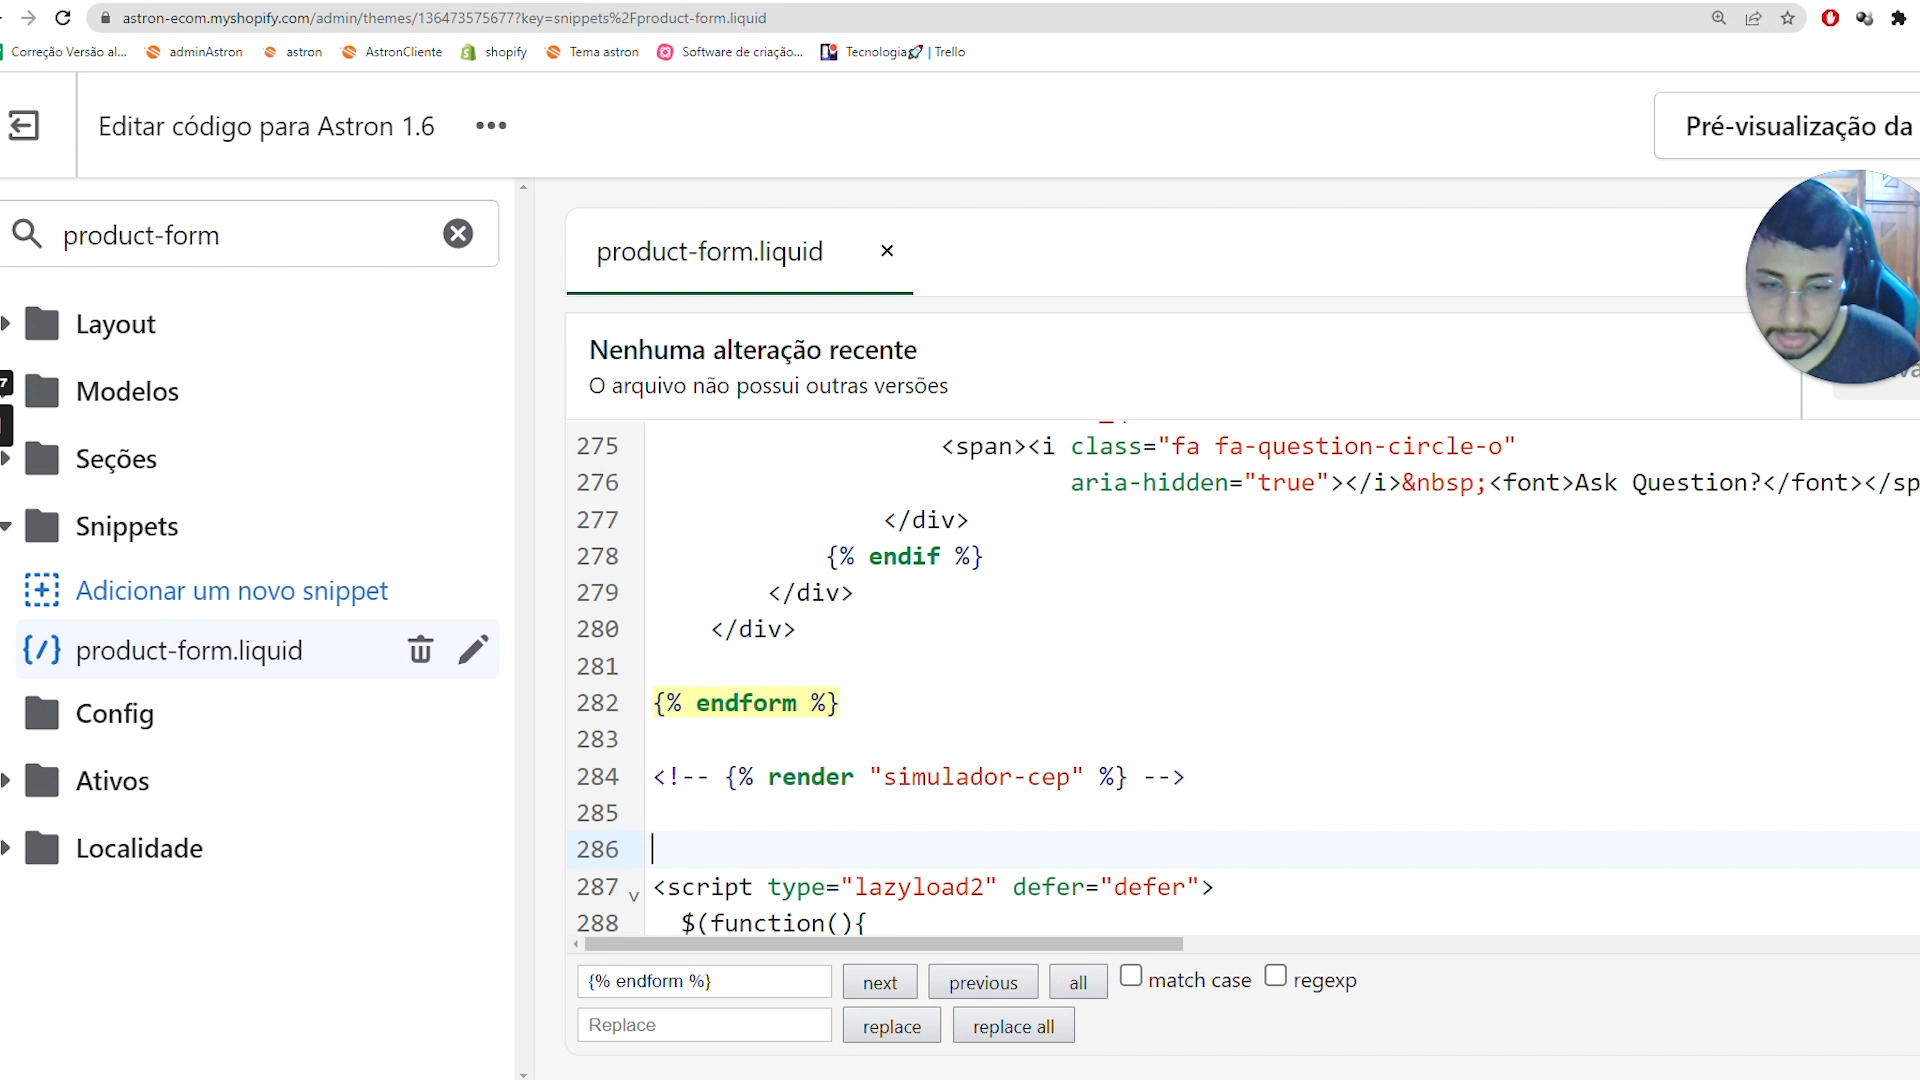 astron-ecom.myshopify.com/admin/themes/136473575677?key=snippets%2Fproduct-form.liquid
Correção Versão al... adminAstron astron AstronCliente shopify Tema astron Software de criação... Tecnologia🚀 | Trello
Editar código para Astron 1.6 •••
Pré-visualização da
product-form
Layout
Modelos
Seções
Snippets
Adicionar um novo snippet
product-form.liquid
Config
Ativos
Localidade
product-form.liquid ×
Nenhuma alteração recente
O arquivo não possui outras versões
275 <span><i class="fa fa-question-circle-o"
276 aria-hidden="true"></i>&nbsp;<font>Ask Question?</font></sp
277 </div>
278 {% endif %}
279 </div>
280 </div>
281
282 {% endform %}
283
284 <!-- {% render "simulador-cep" %} -->
285
286
287 <script type="lazyload2" defer="defer">
288 $(function(){
{% endform %} next previous all match case regexp
Replace replace replace all